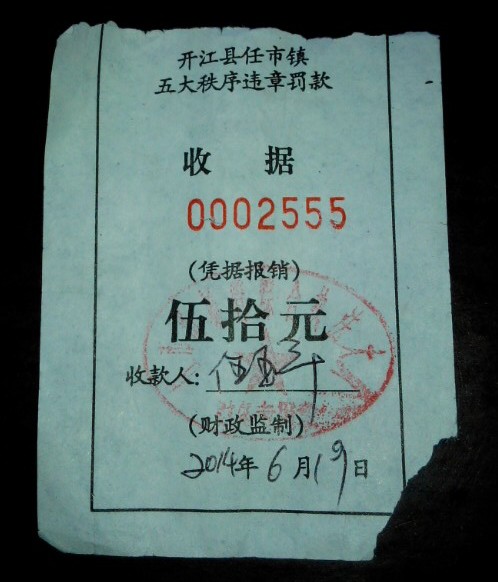 开江县任市镇
五大秩序违章罚款
收 据
0002555
(凭据报销)
伍拾元
收款人:
(财政监制)
2014年6月19日